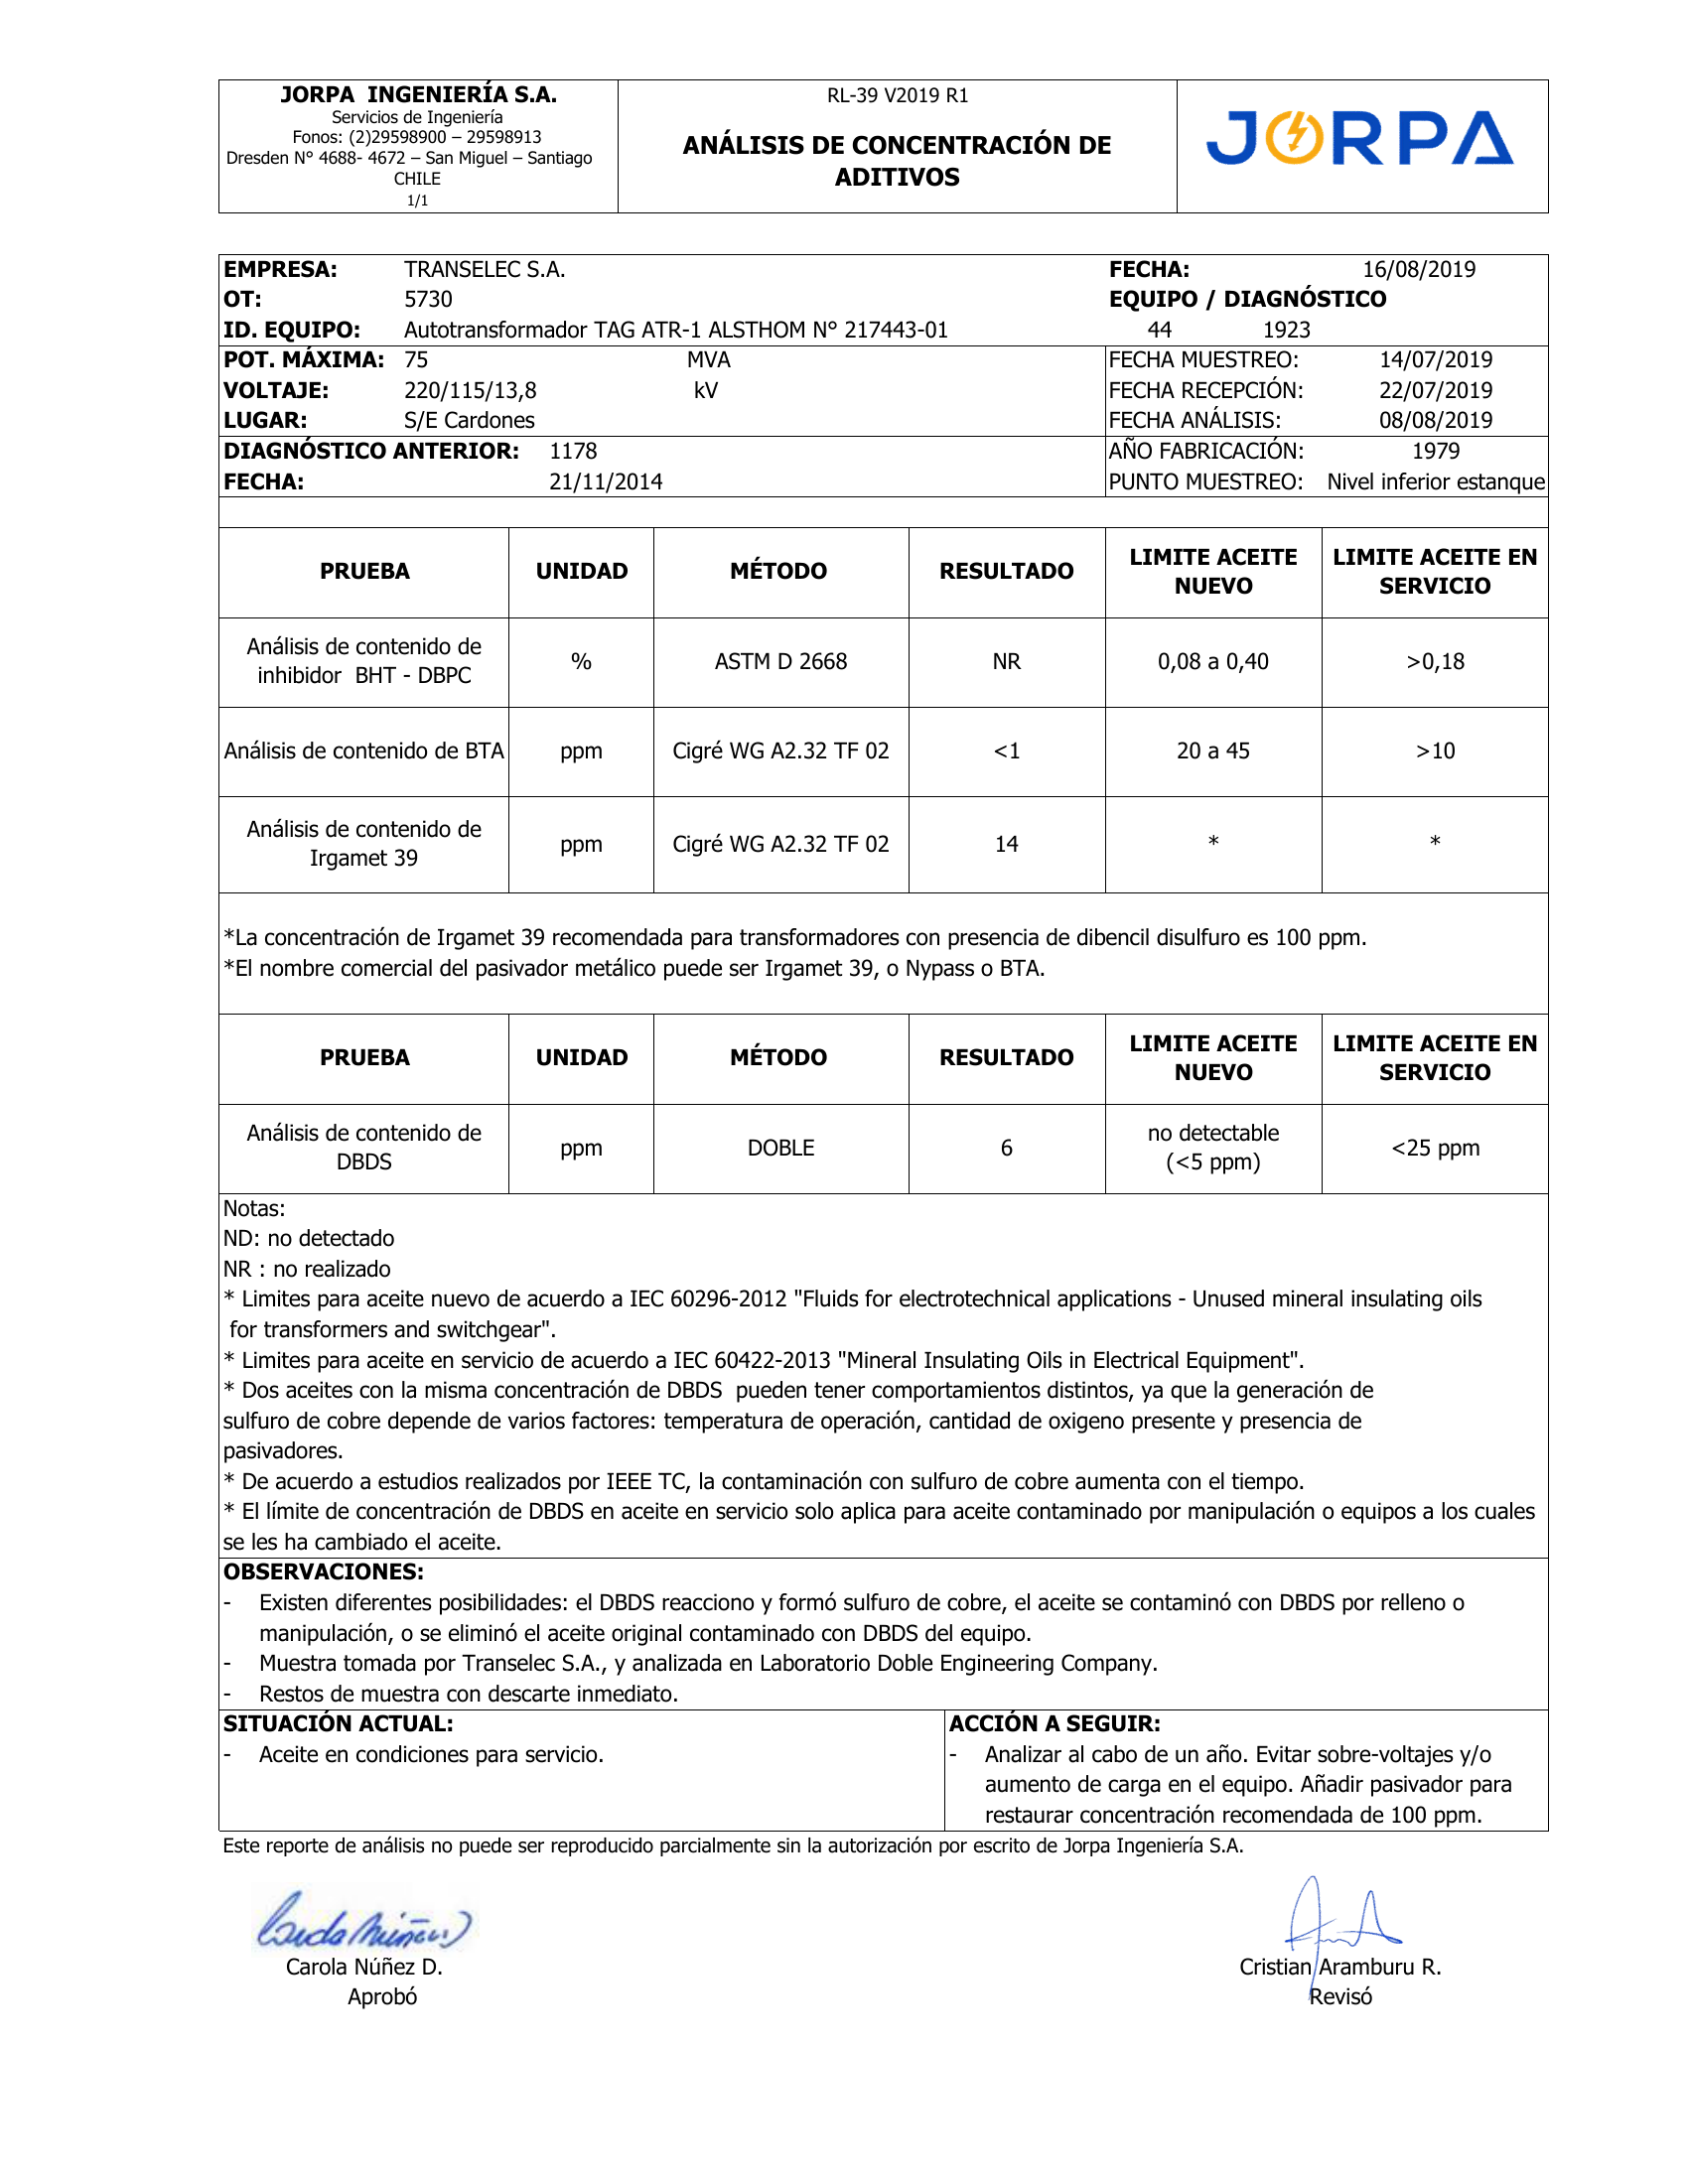 JORPA INGENIERÍA S.A.
Servicios de Ingeniería
Fonos: (2)29598900 – 29598913
Dresden N° 4688- 4672 – San Miguel – Santiago
CHILE
1/1
RL-39 V2019 R1
ANÁLISIS DE CONCENTRACIÓN DE
ADITIVOS
JORPA
EMPRESA: TRANSELEC S.A. FECHA: 16/08/2019
OT: 5730 EQUIPO / DIAGNÓSTICO
ID. EQUIPO: Autotransformador TAG ATR-1 ALSTHOM N° 217443-01 44 1923
POT. MÁXIMA: 75 MVA FECHA MUESTREO: 14/07/2019
VOLTAJE: 220/115/13,8 kV FECHA RECEPCIÓN: 22/07/2019
LUGAR: S/E Cardones FECHA ANÁLISIS: 08/08/2019
DIAGNÓSTICO ANTERIOR: 1178 AÑO FABRICACIÓN: 1979
FECHA: 21/11/2014 PUNTO MUESTREO: Nivel inferior estanque
PRUEBA UNIDAD MÉTODO RESULTADO LIMITE ACEITE NUEVO LIMITE ACEITE EN SERVICIO
Análisis de contenido de inhibidor BHT - DBPC % ASTM D 2668 NR 0,08 a 0,40 >0,18
Análisis de contenido de BTA ppm Cigré WG A2.32 TF 02 <1 20 a 45 >10
Análisis de contenido de Irgamet 39 ppm Cigré WG A2.32 TF 02 14 * *
*La concentración de Irgamet 39 recomendada para transformadores con presencia de dibencil disulfuro es 100 ppm.
*El nombre comercial del pasivador metálico puede ser Irgamet 39, o Nypass o BTA.
PRUEBA UNIDAD MÉTODO RESULTADO LIMITE ACEITE NUEVO LIMITE ACEITE EN SERVICIO
Análisis de contenido de DBDS ppm DOBLE 6 no detectable (<5 ppm) <25 ppm
Notas:
ND: no detectado
NR : no realizado
* Limites para aceite nuevo de acuerdo a IEC 60296-2012 "Fluids for electrotechnical applications - Unused mineral insulating oils
for transformers and switchgear".
* Limites para aceite en servicio de acuerdo a IEC 60422-2013 "Mineral Insulating Oils in Electrical Equipment".
* Dos aceites con la misma concentración de DBDS pueden tener comportamientos distintos, ya que la generación de
sulfuro de cobre depende de varios factores: temperatura de operación, cantidad de oxigeno presente y presencia de
pasivadores.
* De acuerdo a estudios realizados por IEEE TC, la contaminación con sulfuro de cobre aumenta con el tiempo.
* El límite de concentración de DBDS en aceite en servicio solo aplica para aceite contaminado por manipulación o equipos a los cuales
se les ha cambiado el aceite.
OBSERVACIONES:
- Existen diferentes posibilidades: el DBDS reacciono y formó sulfuro de cobre, el aceite se contaminó con DBDS por relleno o
manipulación, o se eliminó el aceite original contaminado con DBDS del equipo.
- Muestra tomada por Transelec S.A., y analizada en Laboratorio Doble Engineering Company.
- Restos de muestra con descarte inmediato.
SITUACIÓN ACTUAL:
- Aceite en condiciones para servicio.
ACCIÓN A SEGUIR:
- Analizar al cabo de un año. Evitar sobre-voltajes y/o
aumento de carga en el equipo. Añadir pasivador para
restaurar concentración recomendada de 100 ppm.
Este reporte de análisis no puede ser reproducido parcialmente sin la autorización por escrito de Jorpa Ingeniería S.A.
Carola Núñez D.
Aprobó
Cristian Aramburu R.
Revisó